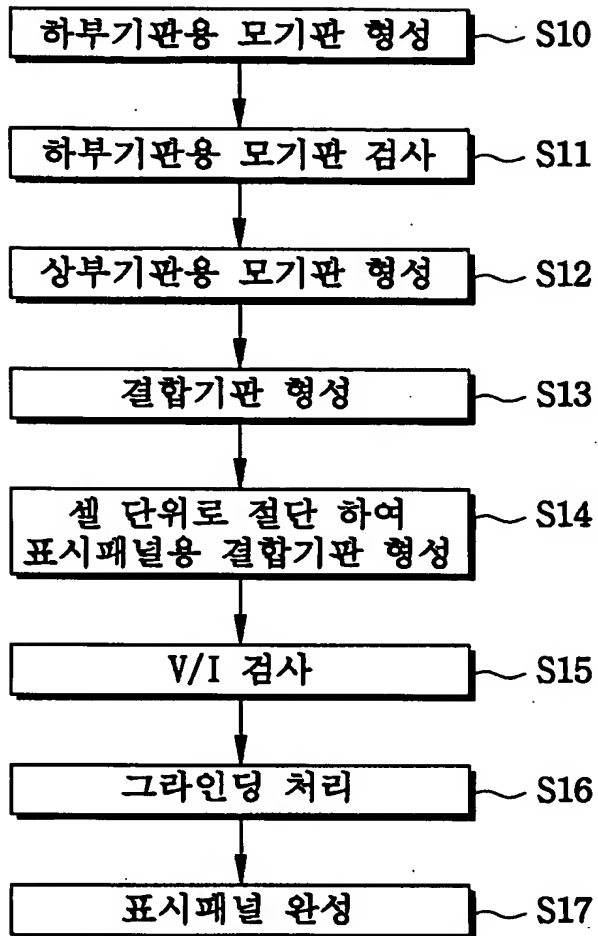 하부기판용 모기판 형성 S10
하부기판용 모기판 검사 S11
상부기판용 모기판 형성 S12
결합기판 형성 S13
셀 단위로 절단 하여 S14
표시패널용 결합기판 형성
V/I 검사 S15
그라인딩 처리 S16
표시패널 완성 S17